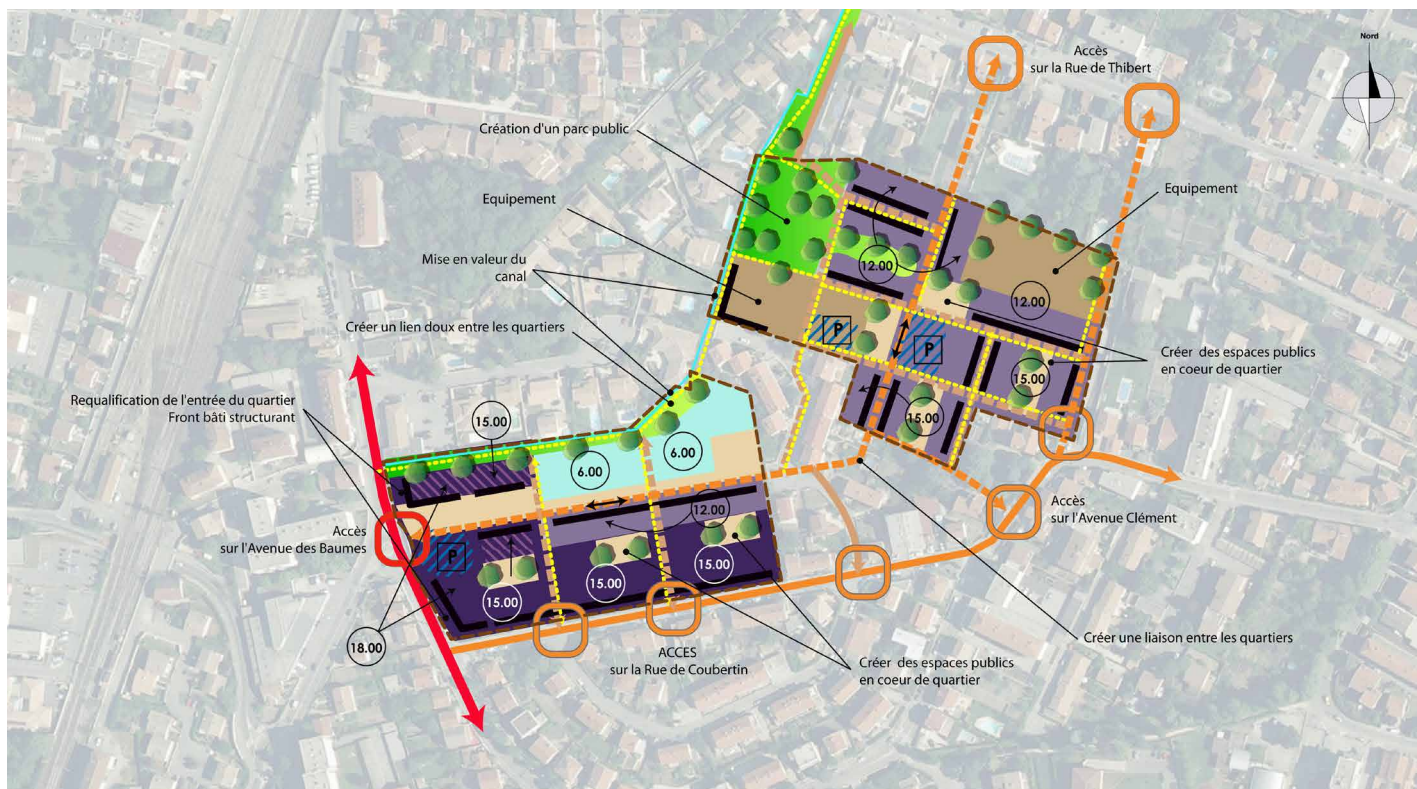 Nord
Accès
sur la Rue de Thibert
Création d'un parc public
Equipement
Equipement
Mise en valeur du
canal
12.00
12.00
Créer un lien doux entre les quartiers
P
P
Créer des espaces publics
en coeur de quartier
15.00
Requalification de l'entrée du quartier
Front bâti structurant
15.00
15.00
6.00
6.00
12.00
Accès
sur l'Avenue Clément
Accès
sur l'Avenue des Baumes
P
15.00
15.00
15.00
18.00
Créer une liaison entre les quartiers
ACCES
sur la Rue de Coubertin
Créer des espaces publics
en coeur de quartier